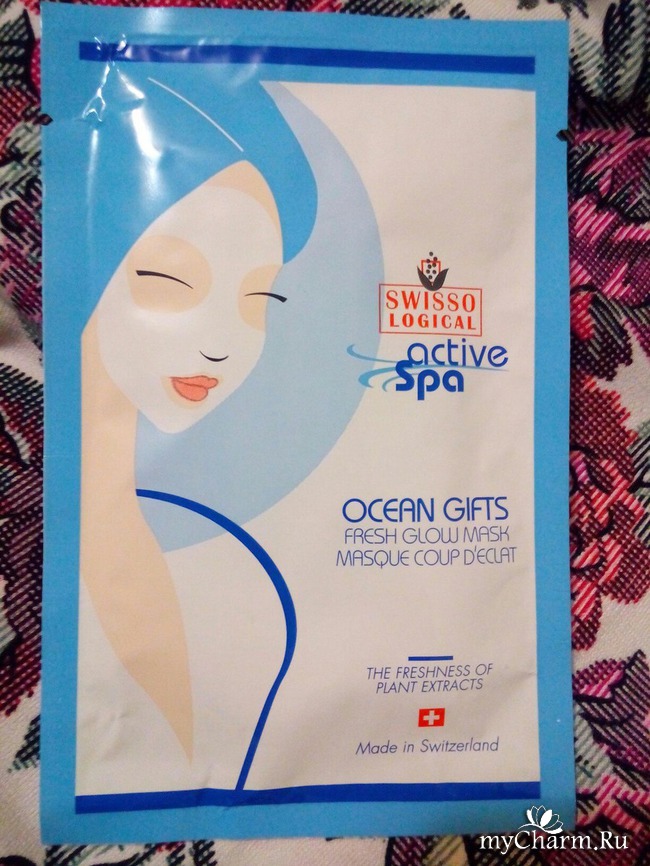 SWISSO
LOGICAL
active
Spa
OCEAN GIFTS
FRESH GLOW MASK
MASQUE COUP D'ECLAT
THE FRESHNESS OF
PLANT EXTRACTS
Made in Switzerland
myCharm.Ru